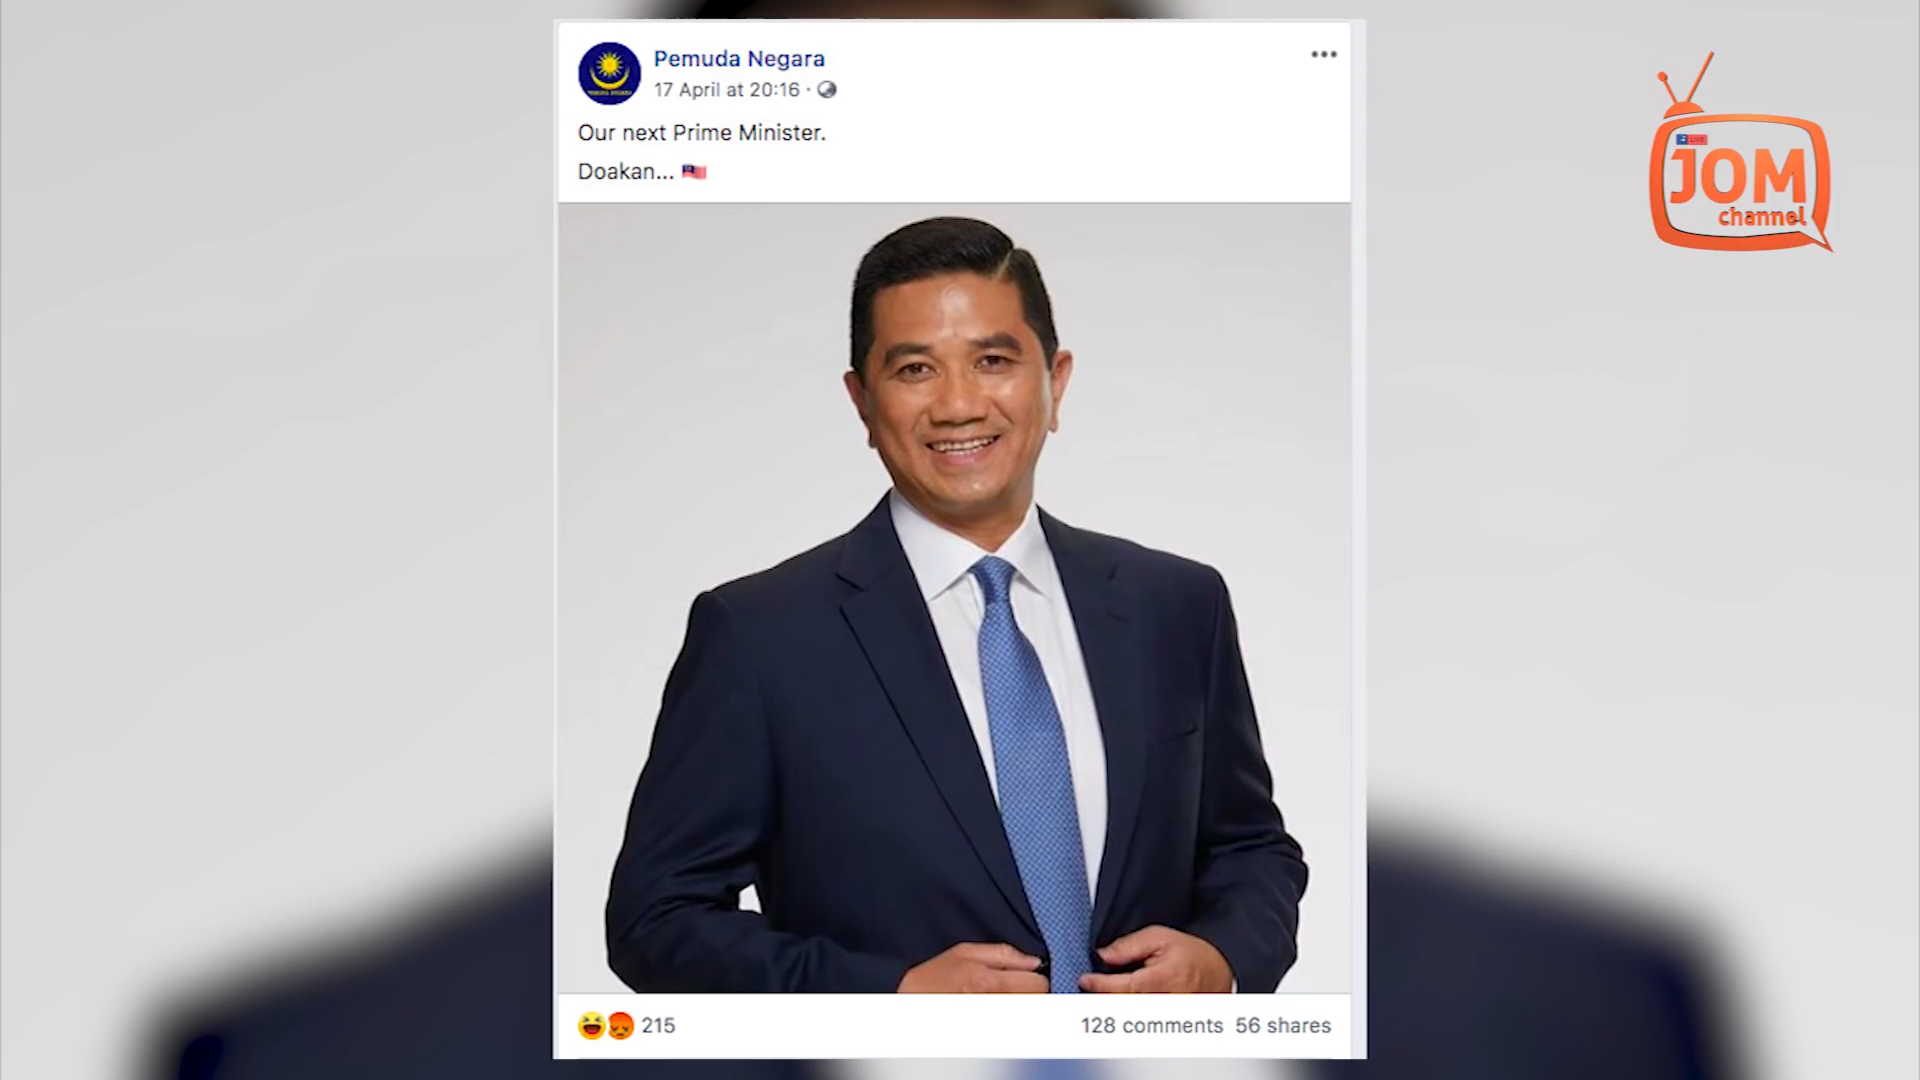 Pemuda Negara
17 April at 20:16
Our next Prime Minister.
Doakan...
LIVE
JOM
channel
215
128 comments 56 shares